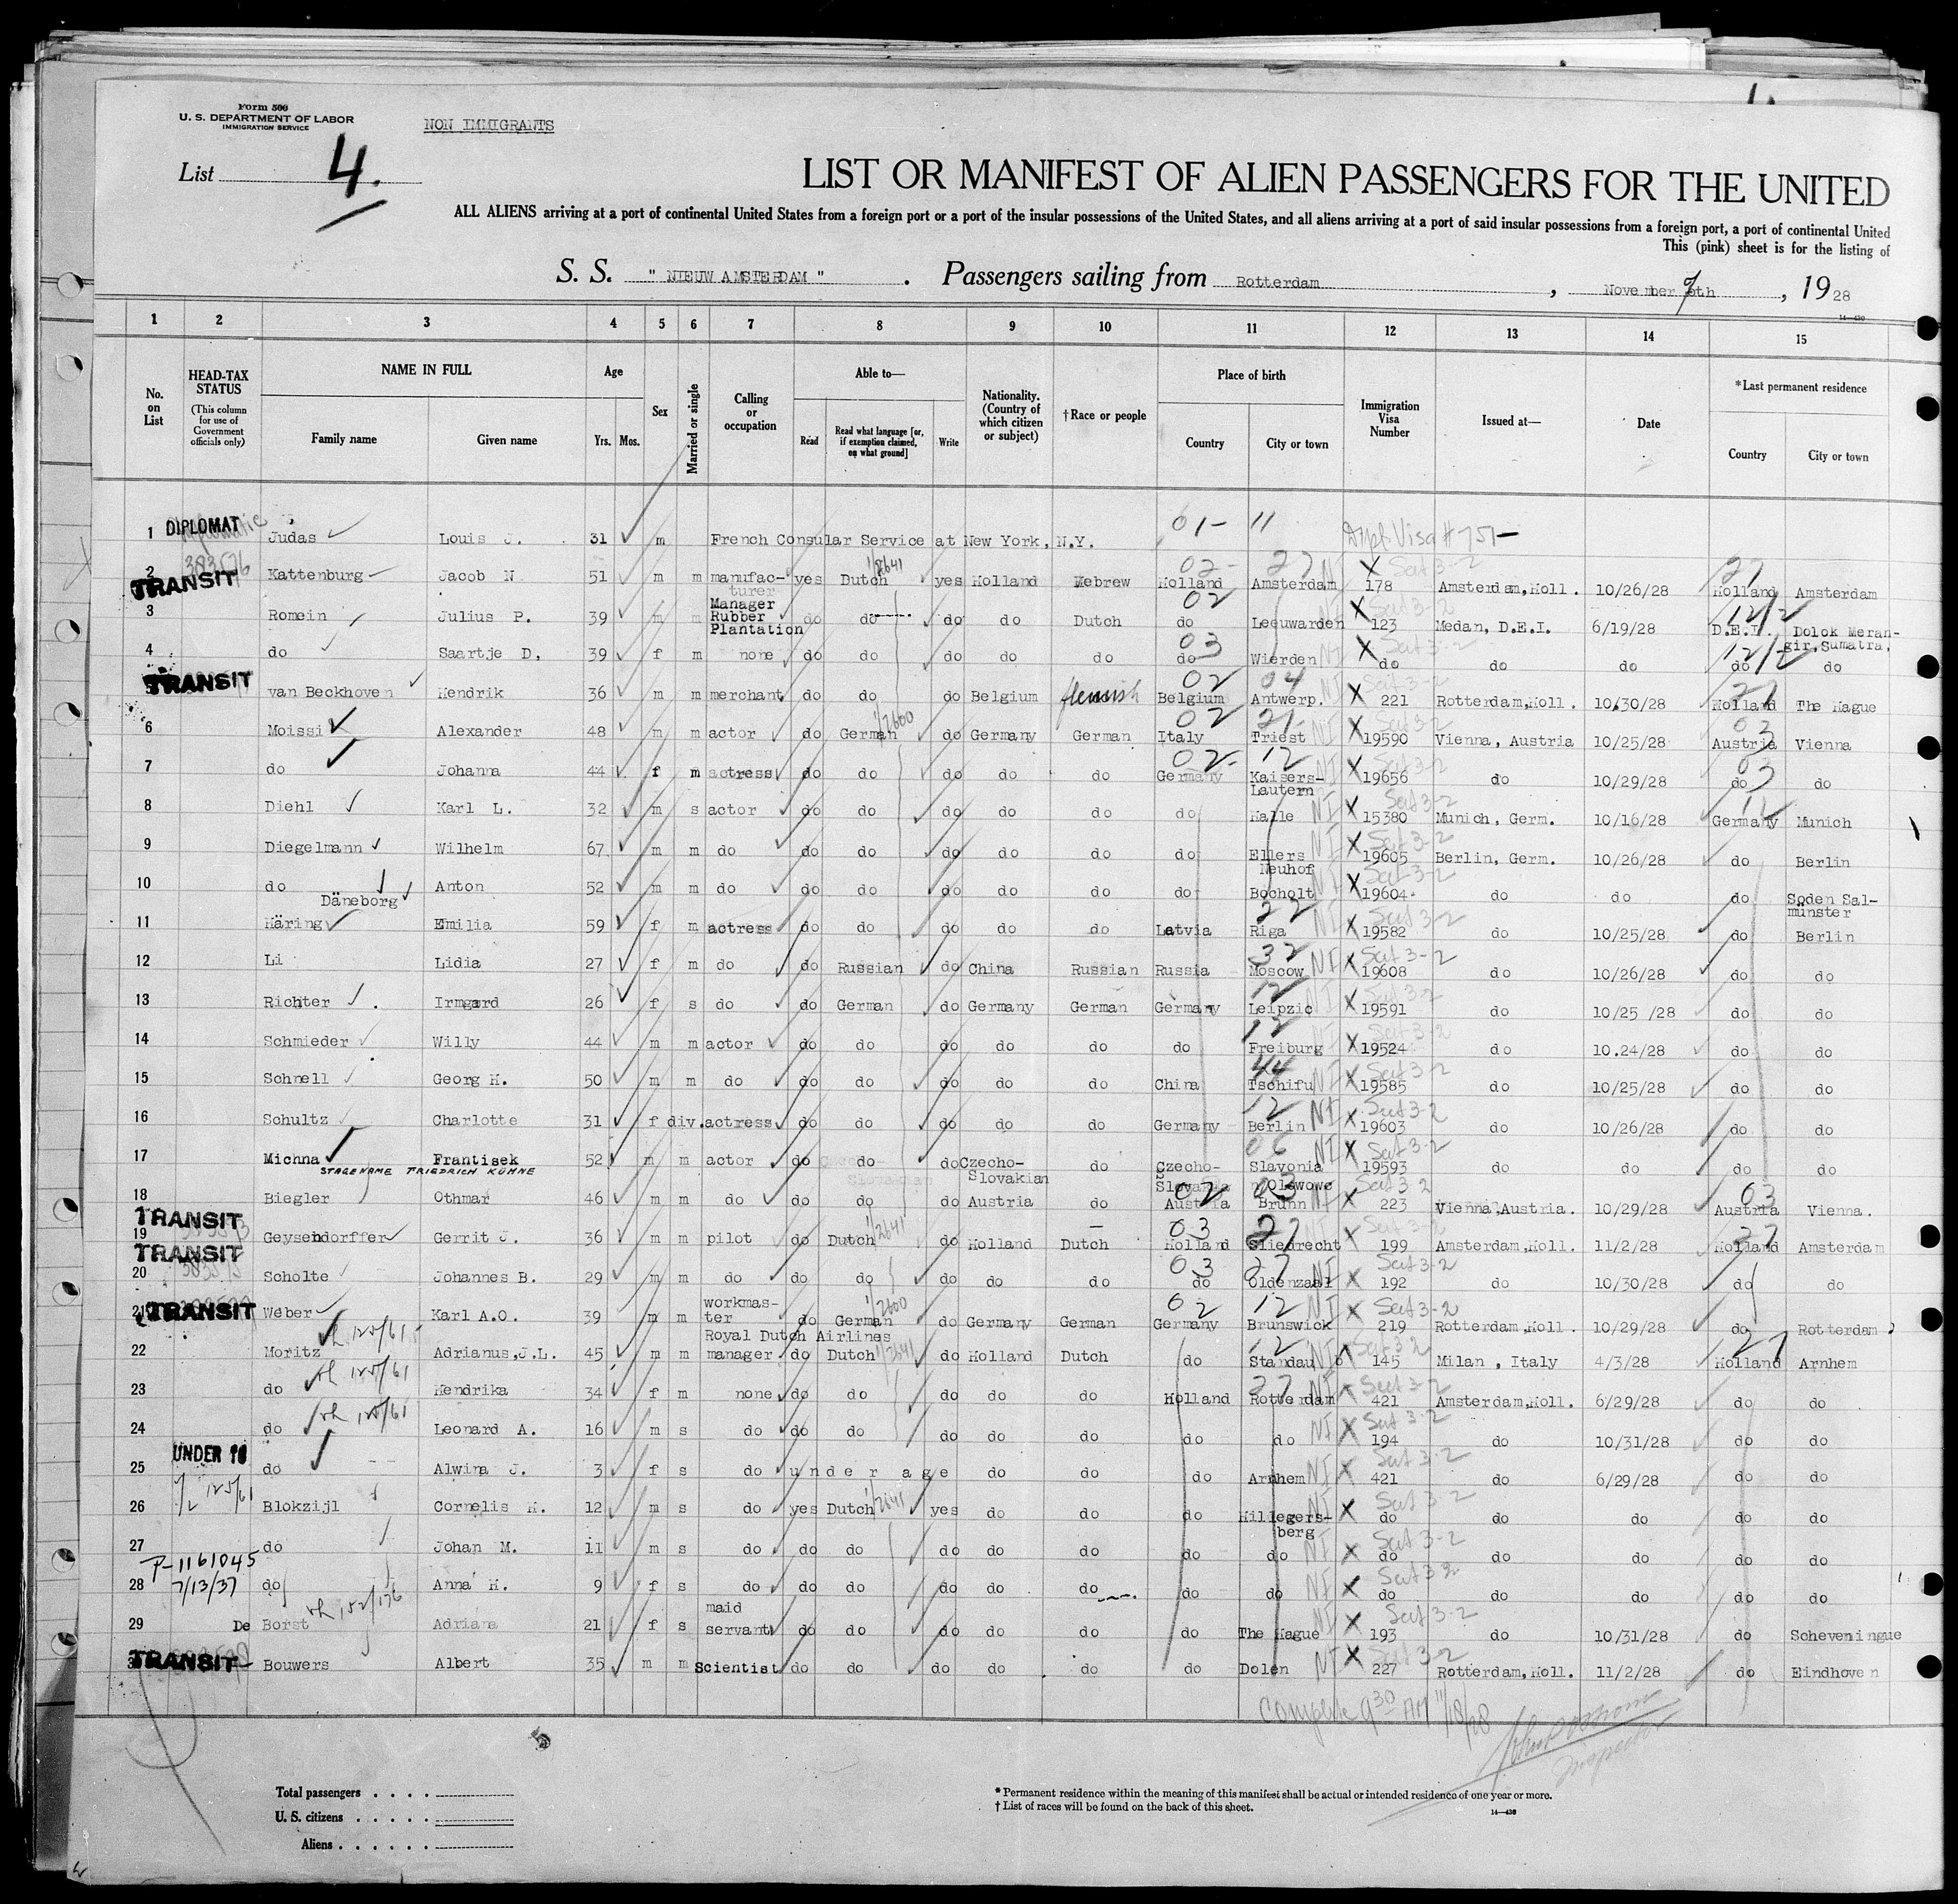 Form 500
U. S. DEPARTMENT OF LABOR
IMMIGRATION SERVICE
NON IMMIGRANTS
List 4.
LIST OR MANIFEST OF ALIEN PASSENGERS FOR THE UNITED
ALL ALIENS arriving at a port of continental United States from a foreign port or a port of the insular possessions of the United States, and all aliens arriving at a port of said insular possessions from a foreign port, a port of continental United
This (pink) sheet is for the listing of
S. S. " NIEUW AMSTERDAM " . Passengers sailing from Rotterdam , November 7th , 19 28
1 2 3 4 5 6 7 8 9 10 11 12 13 14 15
No. on List
HEAD-TAX STATUS (This column for use of Government officials only)
NAME IN FULL
Family name Given name
Age
Yrs. Mos.
Sex
Married or single
Calling or occupation
Able to—
Read Read what language [or, if exemption claimed, on what ground] Write
Nationality. (Country of which citizen or subject)
†Race or people
Place of birth
Country City or town
Immigration Visa Number
Issued at—
Date
*Last permanent residence
Country City or town
1 DIPLOMAT Judas Louis J. 31 m French Consular Service at New York, N.Y. 01- 11 Dipl Visa # 751-
2 TRANSIT Kattenburg Jacob N 51 m m manufac-turer yes Dutch yes Holland Hebrew Holland Amsterdam 178 Amsterdam,Holl. 10/26/28 Holland Amsterdam
3 Romein Julius P. 39 m m Manager Rubber Plantation do do do do Dutch do Leeuwarden 123 Medan, D.E.I. 6/19/28 D.E.I. Dolok Meran-gir,Sumatra,
4 do Saartje D, 39 f m none do do do do do do Wierden do do do do do
TRANSIT van Beckhoven Hendrik 36 m m merchant do do do Belgium flemish Belgium Antwerp. 221 Rotterdam,Holl. 10.30/28 Holland The Hague
6 Moissi Alexander 48 m m actor do German do Germany German Italy Triest 19590 Vienna, Austria 10/25/28 Austria Vienna
7 do Johanna 44 f m actress do do do do do Germany Kaisers-Lautern 19656 do 10/29/28 do do
8 Diehl Karl L. 32 m s actor do do do do do do Halle 15380 Munich, Germ. 10/16/28 Germany Munich
9 Diegelmann Wilhelm 67 m m do do do do do do do Ellers Neuhof 19605 Berlin, Germ. 10/26/28 do Berlin
10 do Däneborg Anton 52 m m do do do do do do do Bocholt 19604 do do do Soden Sal-münster
11 Häring Emilia 59 f m actress do do do do do Latvia Riga 19582 do 10/25/28 do Berlin
12 Li Lidia 27 f m do do Russian do China Russian Russia Moscow 19608 do 10/26/28 do do
13 Richter . Irmgard 26 f s do do German do Germany German Germany Leipzic 19591 do 10/25 /28 do do
14 Schmieder Willy 44 m m actor do do do do do do Freiburg 19524 do 10.24/28 do do
15 Schnell Georg H. 50 m m do do do do do do China Tschifu 19585 do 10/25/28 do do
16 Schultz Charlotte 31 f div. actress do do do do do Germany Berlin 19603 do 10/26/28 do do
17 Michna Frantisek 52 m m actor do do do Czecho-Slovakian do Czecho-Slovakia Slavonia 19593 do do do do
STAGENAME FRIEDRICH KÜHNE
18 Biegler Othmar 46 m m do do do do Austria do Austria Brunn 223 Vienna,Austria. 10/29/28 Austria Vienna.
TRANSIT 19 Geysendorffer Gerrit J. 36 m m pilot do Dutch do Holland Dutch Holland Sliedrecht 199 Amsterdam,Holl. 11/2/28 Holland Amsterdam
TRANSIT 20 Scholte Johannes B. 29 m m do do do do do do do Oldenzaal 192 do 10/30/28 do do
21 TRANSIT Weber Karl A.O. 39 m m workmas-ter do German do Germany German Germany Brunswick 219 Rotterdam,Holl. 10/29/28 do Rotterdam
Royal Dutch Airlines
22 Moritz Adrianus,J.L. 45 m m manager do Dutch do Holland Dutch do Standau 145 Milan , Italy 4/3/28 Holland Arnhem
23 do Hendrika 34 f m none do do do do do Holland Rotterdam 421 Amsterdam,Holl. 6/29/28 do do
24 do Leonard A. 16 m s do do do do do do do do 194 do 10/31/28 do do
25 UNDER 16 do Alwina J. 3 f s do under age do do do Arnhem 421 do 6/29/28 do do
26 Blokzijl Cornelis H. 12 m s do yes Dutch yes do do do Hillegers-berg do do do do do
27 do Johan M. 11 m s do do do do do do do do do do do do do
P-1161045
28 7/13/37 do Anna H. 9 f s do do do do do do do do do do do do do
29 De Borst Adriana 21 f s maid servant do do do do do do The Hague 193 do 10/31/28 do Scheveningue
TRANSIT Bouwers Albert 35 m m Scientist do do do do do do Dolen 227 Rotterdam,Holl. 11/2/28 do Eindhoven
Complete 9 30 AM 11/18/28
Inspector
Total passengers . . . .
U. S. citizens . . . . .
Aliens . . . . . .
* Permanent residence within the meaning of this manifest shall be actual or intended residence of one year or more.
† List of races will be found on the back of this sheet.
14—430